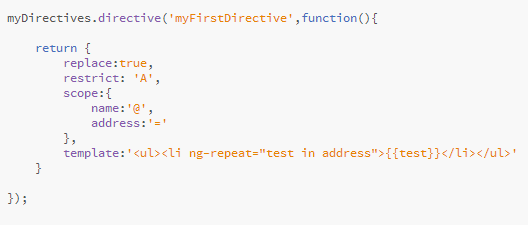 myDirectives.directive('myFirstDirective',function(){
    return {
        replace:true,
        restrict: 'A',
        scope:{
            name:'@',
            address:'='
        },
        template:'<ul><li ng-repeat="test in address">{{test}}</li></ul>'
    }
});